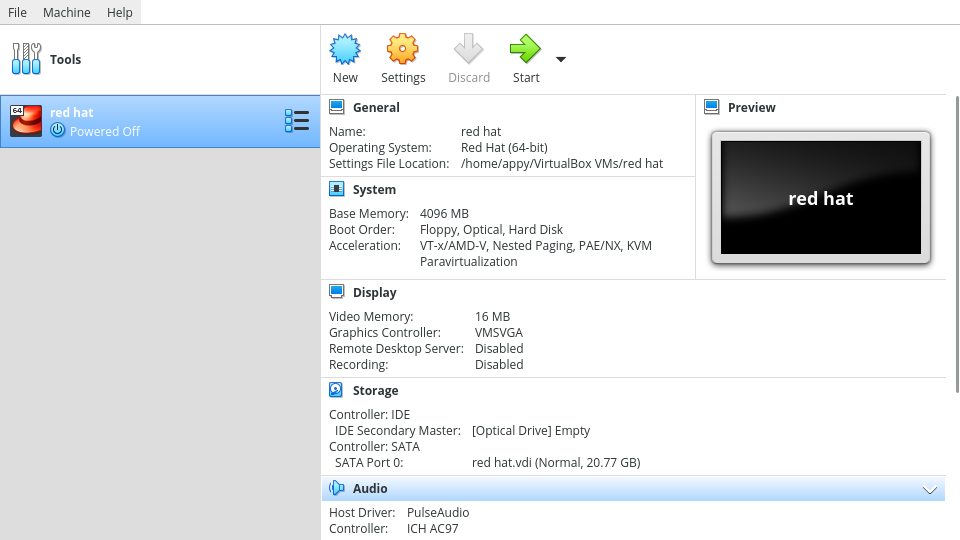 File Machine Help
Tools
New Settings Discard Start
64
red hat
Powered Off
General
Name: red hat
Operating System: Red Hat (64-bit)
Settings File Location: /home/appy/VirtualBox VMs/red hat
Preview
red hat
System
Base Memory: 4096 MB
Boot Order: Floppy, Optical, Hard Disk
Acceleration: VT-x/AMD-V, Nested Paging, PAE/NX, KVM
Paravirtualization
Display
Video Memory: 16 MB
Graphics Controller: VMSVGA
Remote Desktop Server: Disabled
Recording: Disabled
Storage
Controller: IDE
IDE Secondary Master: [Optical Drive] Empty
Controller: SATA
SATA Port 0: red hat.vdi (Normal, 20.77 GB)
Audio
Host Driver: PulseAudio
Controller: ICH AC97